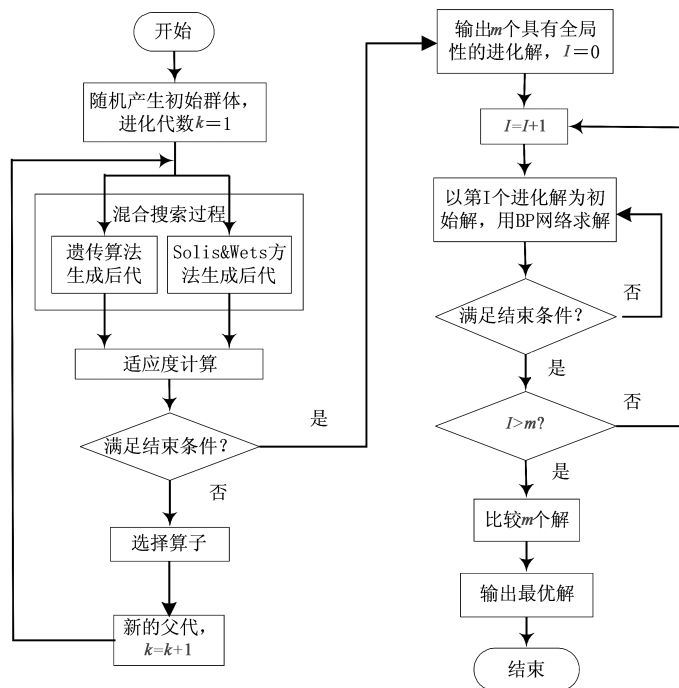 开始
随机产生初始群体，
进化代数k＝1
混合搜索过程
遗传算法
生成后代
Solis&Wets方
法生成后代
适应度计算
满足结束条件？
是
否
选择算子
新的父代，
k=k+1
输出m个具有全局
性的进化解，I＝0
I=I+1
以第I个进化解为初
始解，用BP网络求解
否
满足结束条件？
是
否
I>m?
是
比较m个解
输出最优解
结束